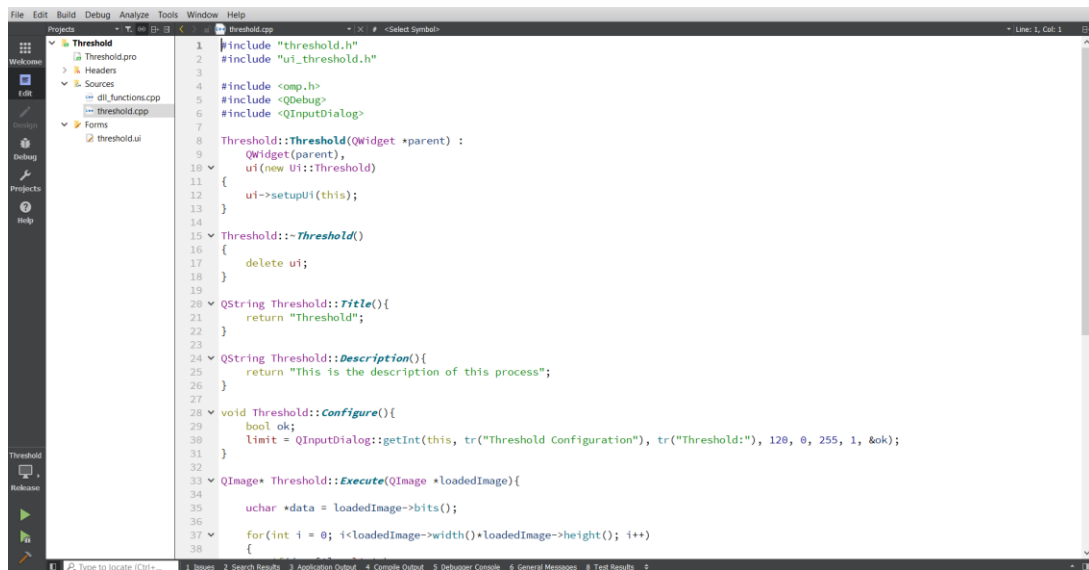 File Edit Build Debug Analyze Tools Window Help
Projects
threshold.cpp
# <Select Symbol>
Line: 1, Col: 1
Welcome
Edit
Design
Debug
Projects
Help
Threshold
Release
Threshold
Threshold.pro
Headers
Sources
dll_functions.cpp
threshold.cpp
Forms
threshold.ui
1 #include "threshold.h"
2 #include "ui_threshold.h"
3
4 #include <omp.h>
5 #include <QDebug>
6 #include <QInputDialog>
7
8 Threshold::Threshold(QWidget *parent) :
9 QWidget(parent),
10 ui(new Ui::Threshold)
11 {
12 ui->setupUi(this);
13 }
14
15 Threshold::~Threshold()
16 {
17 delete ui;
18 }
19
20 QString Threshold::Title(){
21 return "Threshold";
22 }
23
24 QString Threshold::Description(){
25 return "This is the description of this process";
26 }
27
28 void Threshold::Configure(){
29 bool ok;
30 limit = QInputDialog::getInt(this, tr("Threshold Configuration"), tr("Threshold:"), 120, 0, 255, 1, &ok);
31 }
32
33 QImage* Threshold::Execute(QImage *loadedImage){
34
35 uchar *data = loadedImage->bits();
36
37 for(int i = 0; i<loadedImage->width()*loadedImage->height(); i++)
38 {
Type to locate (Ctrl+...
1 Issues 2 Search Results 3 Application Output 4 Compile Output 5 Debugger Console 6 General Messages 8 Test Results